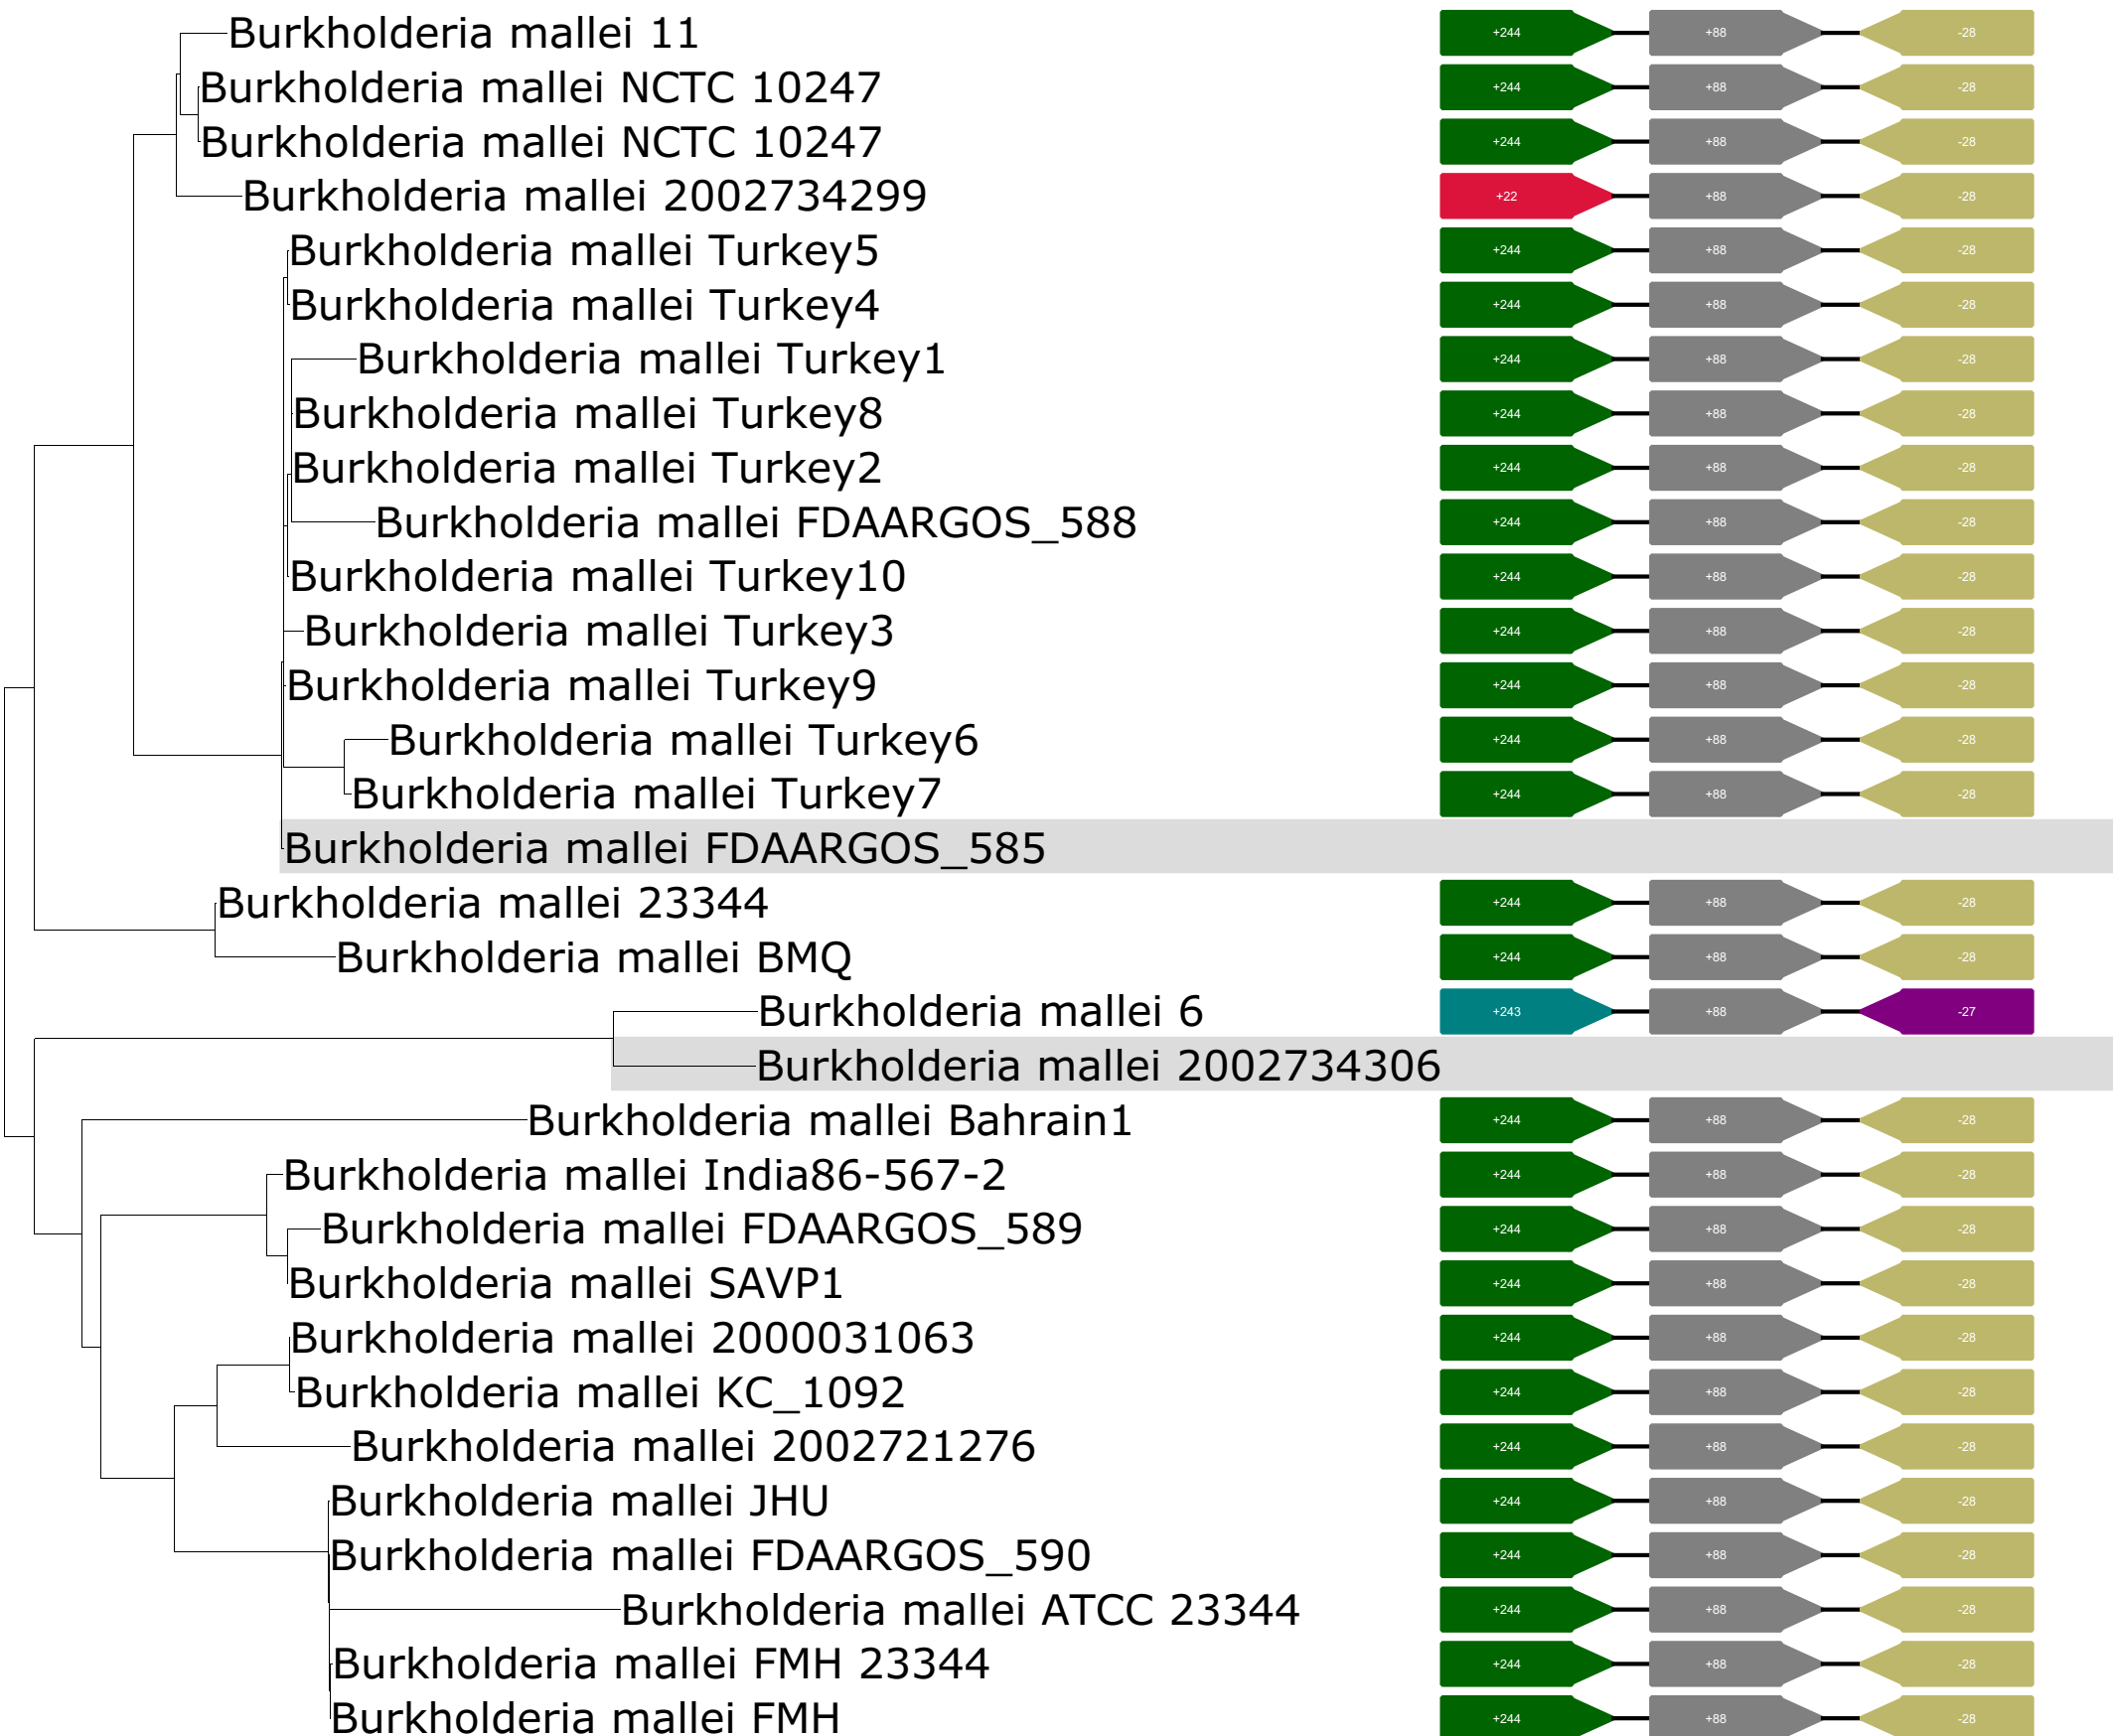 Burkholderia mallei 11 +244 +88 -28
Burkholderia mallei NCTC 10247 +244 +88 -28
Burkholderia mallei NCTC 10247 +244 +88 -28
Burkholderia mallei 2002734299 +22 +88 -28
Burkholderia mallei Turkey5 +244 +88 -28
Burkholderia mallei Turkey4 +244 +88 -28
Burkholderia mallei Turkey1 +244 +88 -28
Burkholderia mallei Turkey8 +244 +88 -28
Burkholderia mallei Turkey2 +244 +88 -28
Burkholderia mallei FDAARGOS_588 +244 +88 -28
Burkholderia mallei Turkey10 +244 +88 -28
Burkholderia mallei Turkey3 +244 +88 -28
Burkholderia mallei Turkey9 +244 +88 -28
Burkholderia mallei Turkey6 +244 +88 -28
Burkholderia mallei Turkey7 +244 +88 -28
Burkholderia mallei FDAARGOS_585
Burkholderia mallei 23344 +244 +88 -28
Burkholderia mallei BMQ +244 +88 -28
Burkholderia mallei 6 +243 +88 -27
Burkholderia mallei 2002734306
Burkholderia mallei Bahrain1 +244 +88 -28
Burkholderia mallei India86-567-2 +244 +88 -28
Burkholderia mallei FDAARGOS_589 +244 +88 -28
Burkholderia mallei SAVP1 +244 +88 -28
Burkholderia mallei 2000031063 +244 +88 -28
Burkholderia mallei KC_1092 +244 +88 -28
Burkholderia mallei 2002721276 +244 +88 -28
Burkholderia mallei JHU +244 +88 -28
Burkholderia mallei FDAARGOS_590 +244 +88 -28
Burkholderia mallei ATCC 23344 +244 +88 -28
Burkholderia mallei FMH 23344 +244 +88 -28
Burkholderia mallei FMH +244 +88 -28